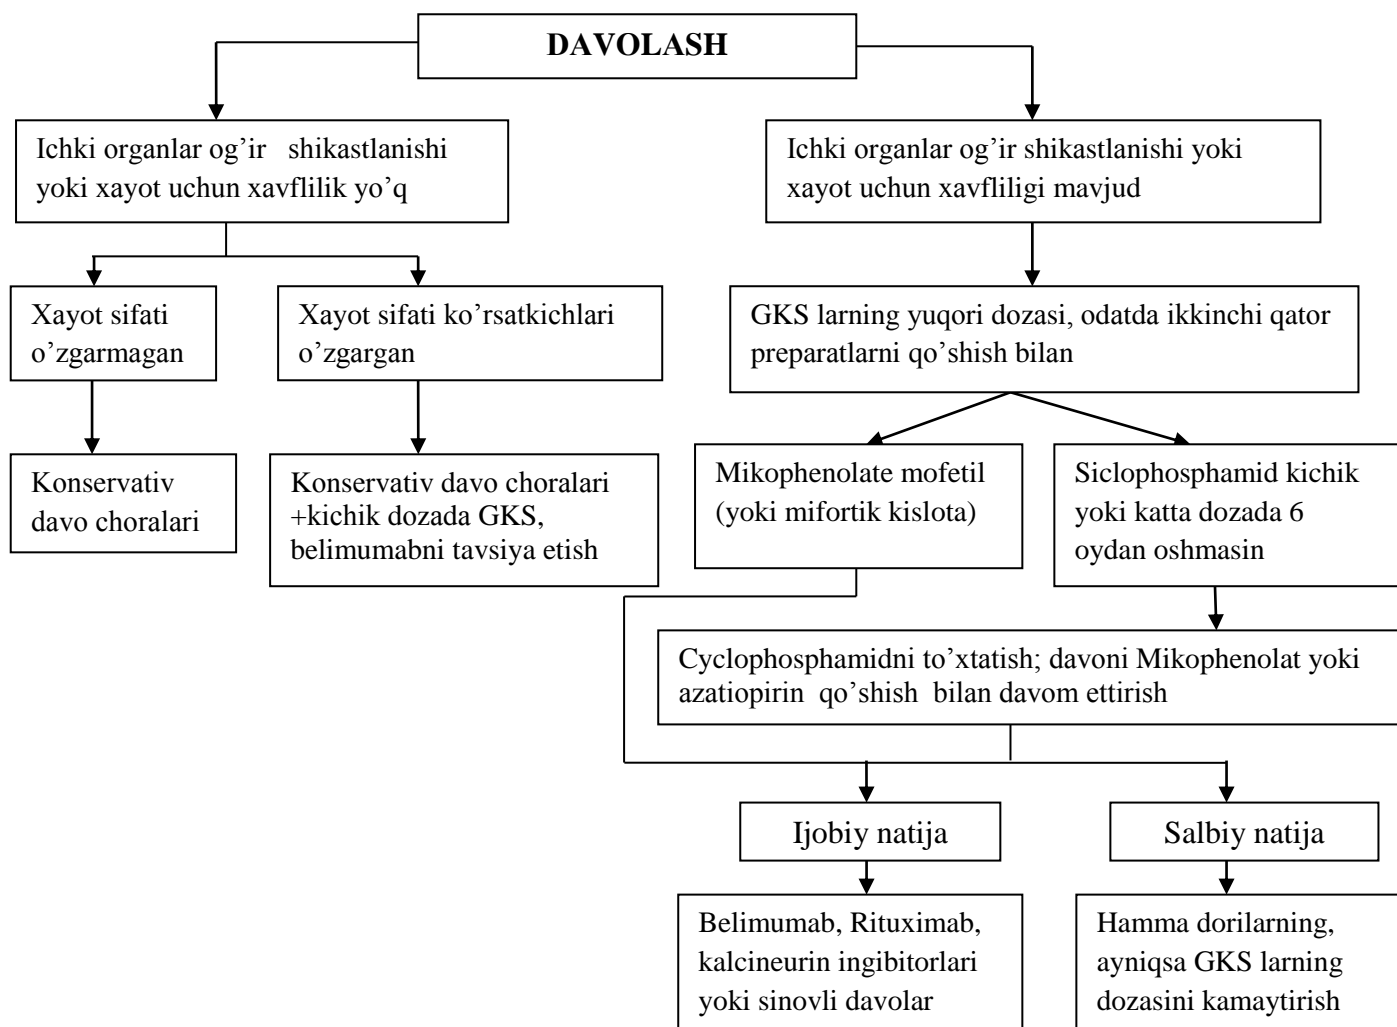 DAVOLASH
Ichki organlar og’ir shikastlanishi
yoki xayot uchun xavflilik yo’q
Ichki organlar og’ir shikastlanishi yoki
xayot uchun xavfliligi mavjud
Xayot sifati
o’zgarmagan
Xayot sifati ko’rsatkichlari
o’zgargan
GKS larning yuqori dozasi, odatda ikkinchi qator
preparatlarni qo’shish bilan
Konservativ
davo choralari
Konservativ davo choralari
+kichik dozada GKS,
belimumabni tavsiya etish
Mikophenolate mofetil
(yoki mifortik kislota)
Siclophosphamid kichik
yoki katta dozada 6
oydan oshmasin
Cyclophosphamidni to’xtatish; davoni Mikophenolat yoki
azatiopirin qo’shish bilan davom ettirish
Ijobiy natija
Salbiy natija
Belimumab, Rituximab,
kalcineurin ingibitorlari
yoki sinovli davolar
Hamma dorilarning,
ayniqsa GKS larning
dozasini kamaytirish